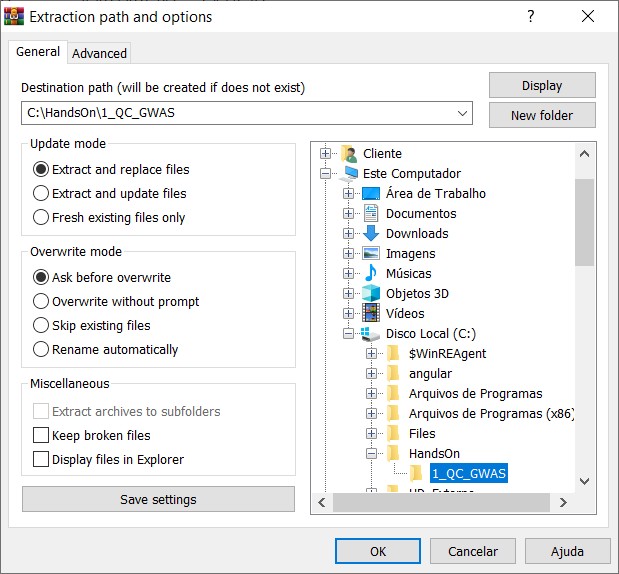 Extraction path and options
?
General
Advanced
Destination path (will be created if does not exist)
C:\HandsOn\1_QC_GWAS
Display
New folder
Update mode
Extract and replace files
Extract and update files
Fresh existing files only
Overwrite mode
Ask before overwrite
Overwrite without prompt
Skip existing files
Rename automatically
Miscellaneous
Extract archives to subfolders
Keep broken files
Display files in Explorer
Save settings
Cliente
Este Computador
Área de Trabalho
Documentos
Downloads
Imagens
Músicas
Objetos 3D
Vídeos
Disco Local (C:)
$WinREAgent
angular
Arquivos de Programas
Arquivos de Programas (x86)
Files
HandsOn
1_QC_GWAS
OK
Cancelar
Ajuda